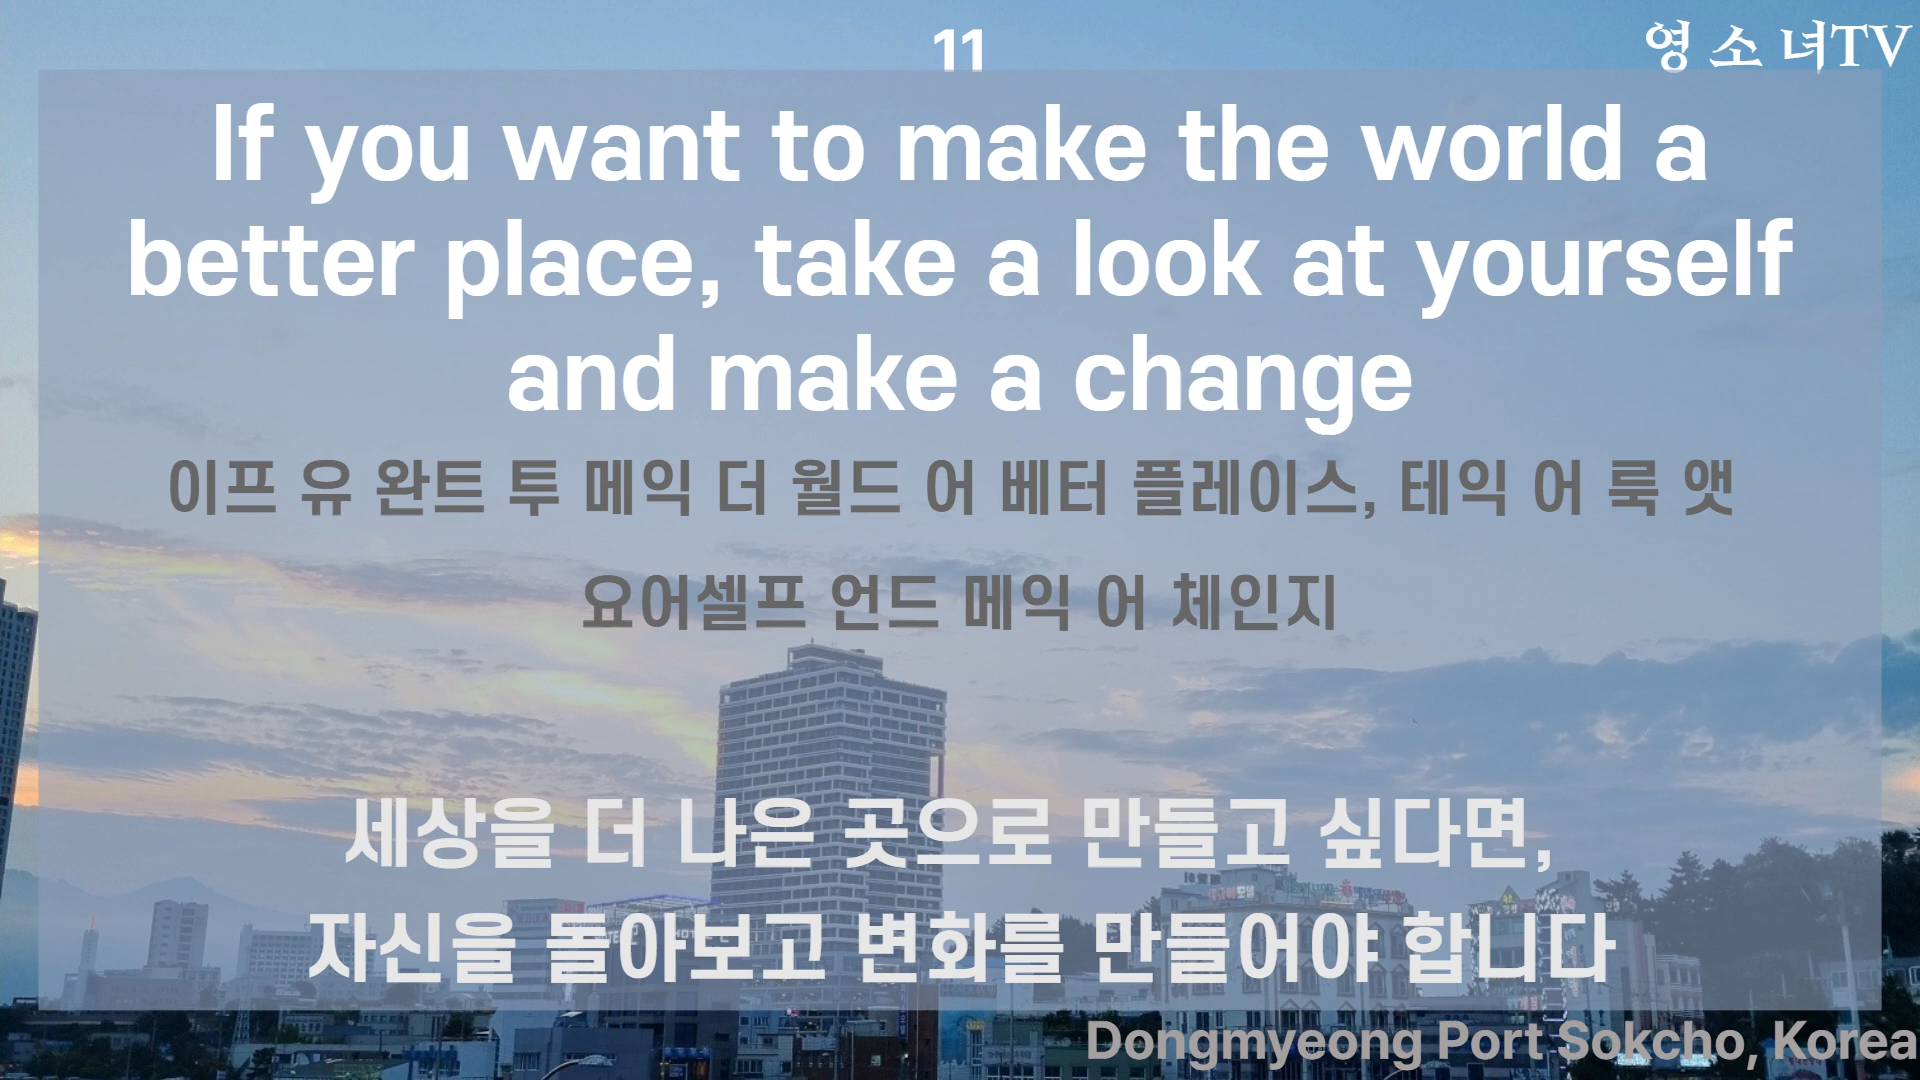 11
영소녀TV
If you want to make the world a
better place, take a look at yourself
and make a change
이프 유 완트 투 메익 더 월드 어 베터 플레이스, 테익 어 룩 앳
요어셀프 언드 메익 어 체인지
세상을 더 나은 곳으로 만들고 싶다면,
자신을 돌아보고 변화를 만들어야 합니다
Dongmyeong Port Sokcho, Korea